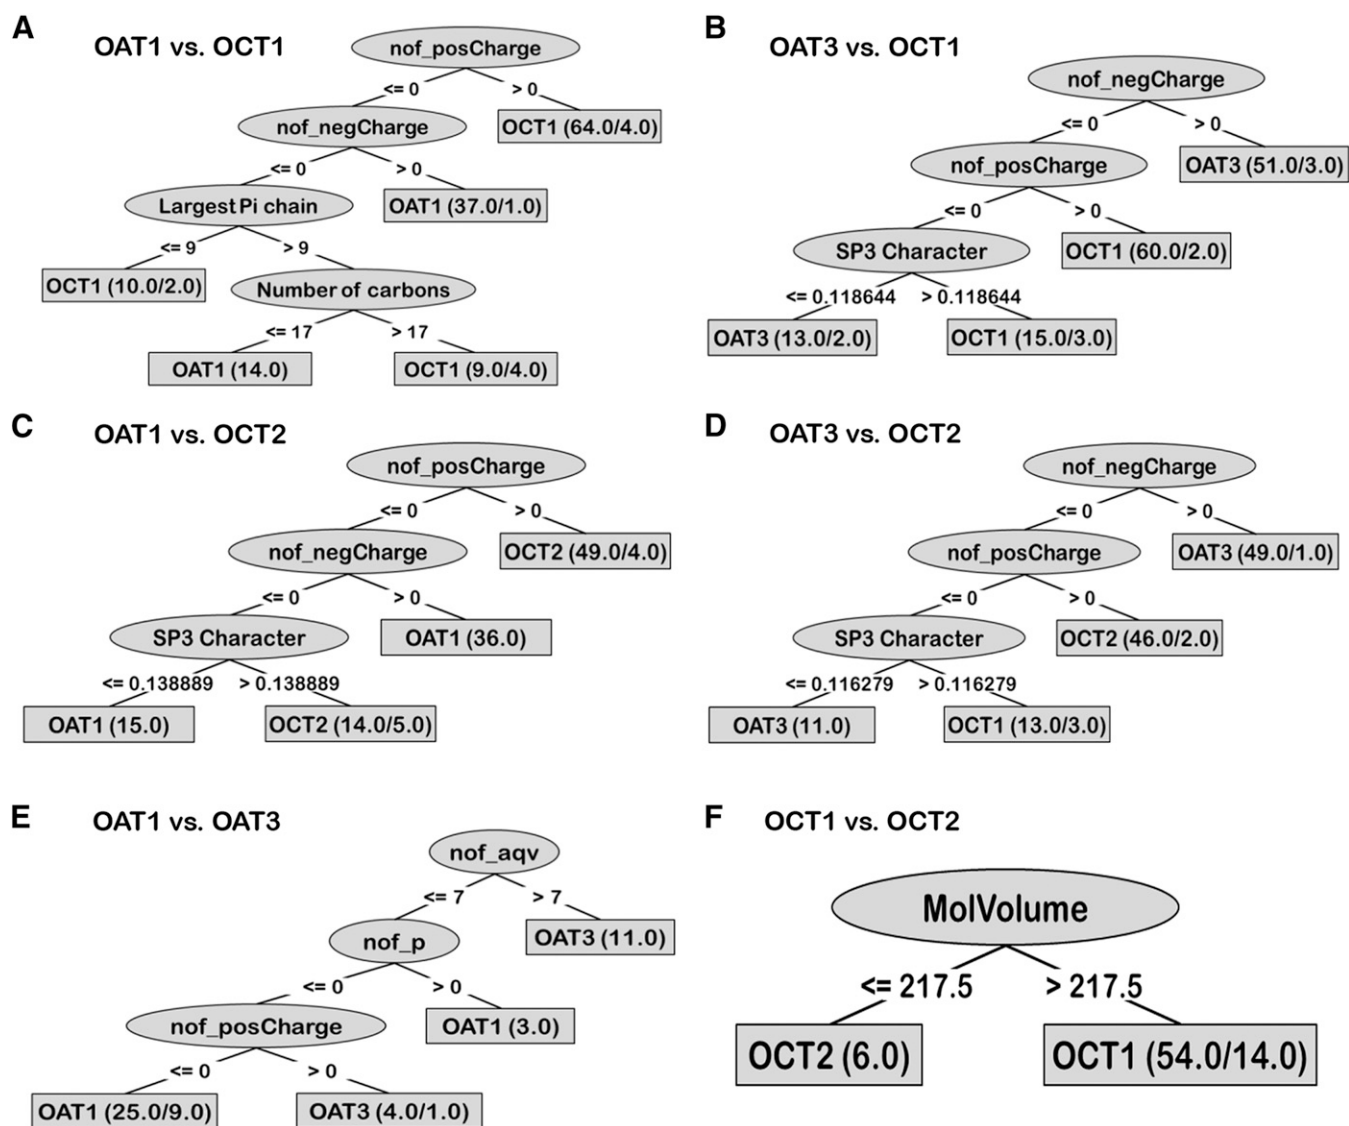 A
OAT1 vs. OCT1
nof_posCharge
<= 0
> 0
nof_negCharge
OCT1 (64.0/4.0)
<= 0
> 0
Largest Pi chain
OAT1 (37.0/1.0)
<= 9
> 9
OCT1 (10.0/2.0)
Number of carbons
<= 17
> 17
OAT1 (14.0)
OCT1 (9.0/4.0)
B
OAT3 vs. OCT1
nof_negCharge
<= 0
> 0
nof_posCharge
OAT3 (51.0/3.0)
<= 0
> 0
SP3 Character
OCT1 (60.0/2.0)
<= 0.118644
> 0.118644
OAT3 (13.0/2.0)
OCT1 (15.0/3.0)
C
OAT1 vs. OCT2
nof_posCharge
<= 0
> 0
nof_negCharge
OCT2 (49.0/4.0)
<= 0
> 0
SP3 Character
OAT1 (36.0)
<= 0.138889
> 0.138889
OAT1 (15.0)
OCT2 (14.0/5.0)
D
OAT3 vs. OCT2
nof_negCharge
<= 0
> 0
nof_posCharge
OAT3 (49.0/1.0)
<= 0
> 0
SP3 Character
OCT2 (46.0/2.0)
<= 0.116279
> 0.116279
OAT3 (11.0)
OCT1 (13.0/3.0)
E
OAT1 vs. OAT3
nof_aqv
<= 7
> 7
nof_p
OAT3 (11.0)
<= 0
> 0
nof_posCharge
OAT1 (3.0)
<= 0
> 0
OAT1 (25.0/9.0)
OAT3 (4.0/1.0)
F
OCT1 vs. OCT2
MolVolume
<= 217.5
> 217.5
OCT2 (6.0)
OCT1 (54.0/14.0)